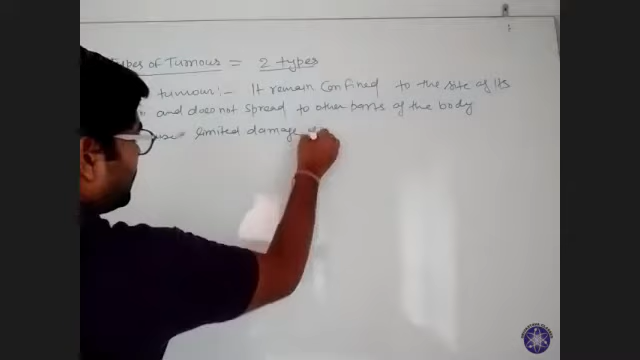 Types of Tumous = 2 types
tumour:- It remain Confined to the site of its
and does not spread to other parts of the body
limited damage